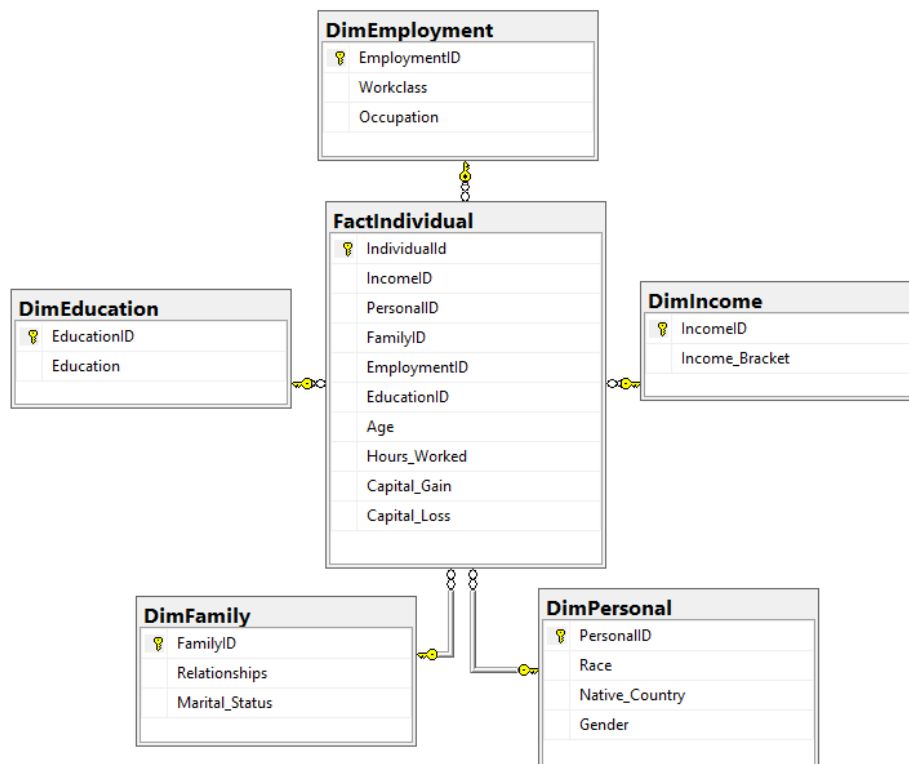 DimEmployment
EmploymentID
Workclass
Occupation
FactIndividual
IndividualId
IncomeID
PersonalID
FamilyID
EmploymentID
EducationID
Age
Hours_Worked
Capital_Gain
Capital_Loss
DimEducation
EducationID
Education
DimIncome
IncomeID
Income_Bracket
DimFamily
FamilyID
Relationships
Marital_Status
DimPersonal
PersonalID
Race
Native_Country
Gender